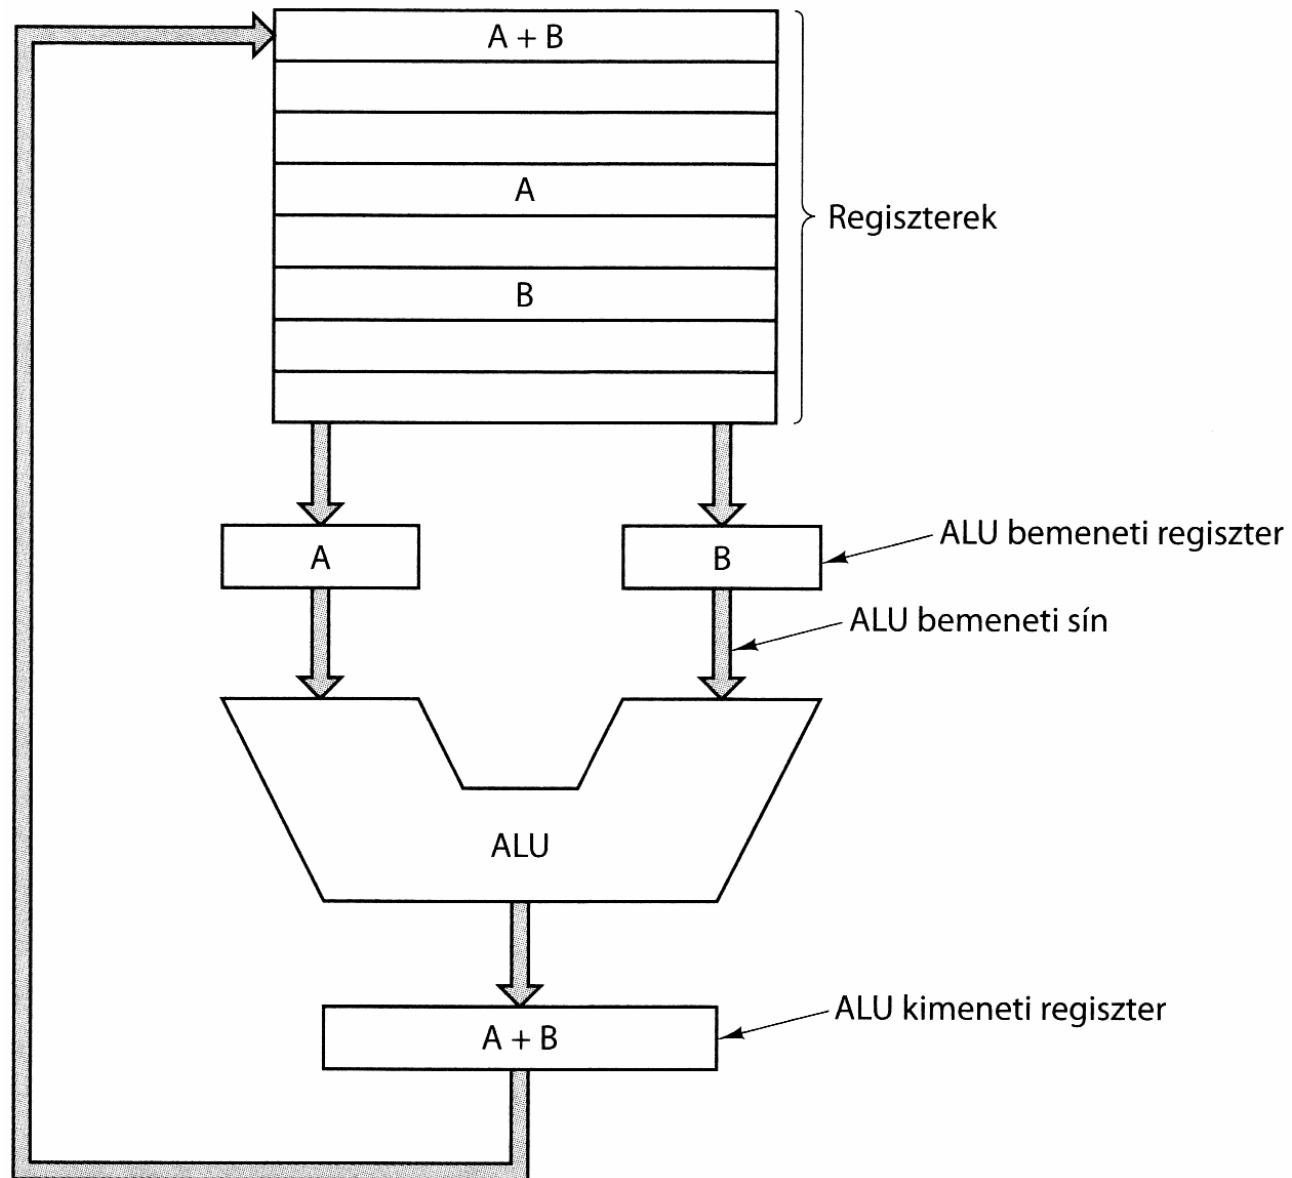 A + B
A
Regiszterek
B
A
B
ALU bemeneti regiszter
ALU bemeneti sín
ALU
A + B
ALU kimeneti regiszter